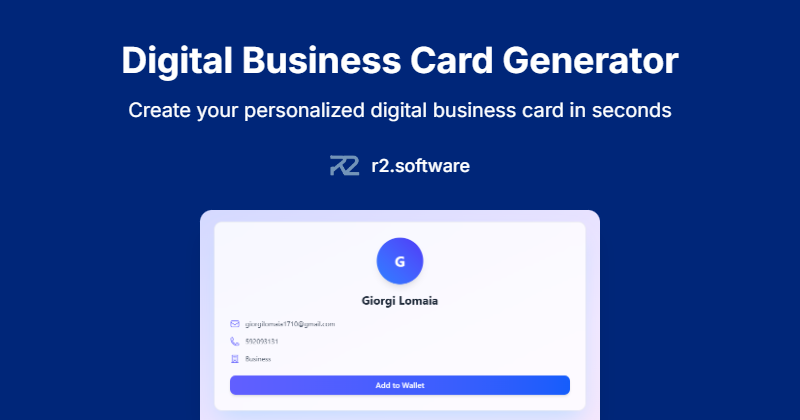 Digital Business Card Generator
Create your personalized digital business card in seconds
R2 r2.software
G
Giorgi Lomaia
giorgilomaia1710@gmail.com
Business
Add to Wallet